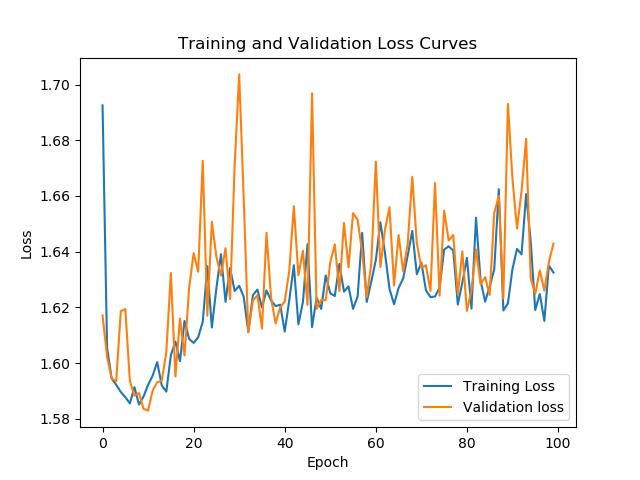 Training and Validation Loss Curves
1.70
1.68
1.66
1.64
1.62
1.60
1.58
Loss
0 20 40 60 80 100
Epoch
Training Loss
Validation loss